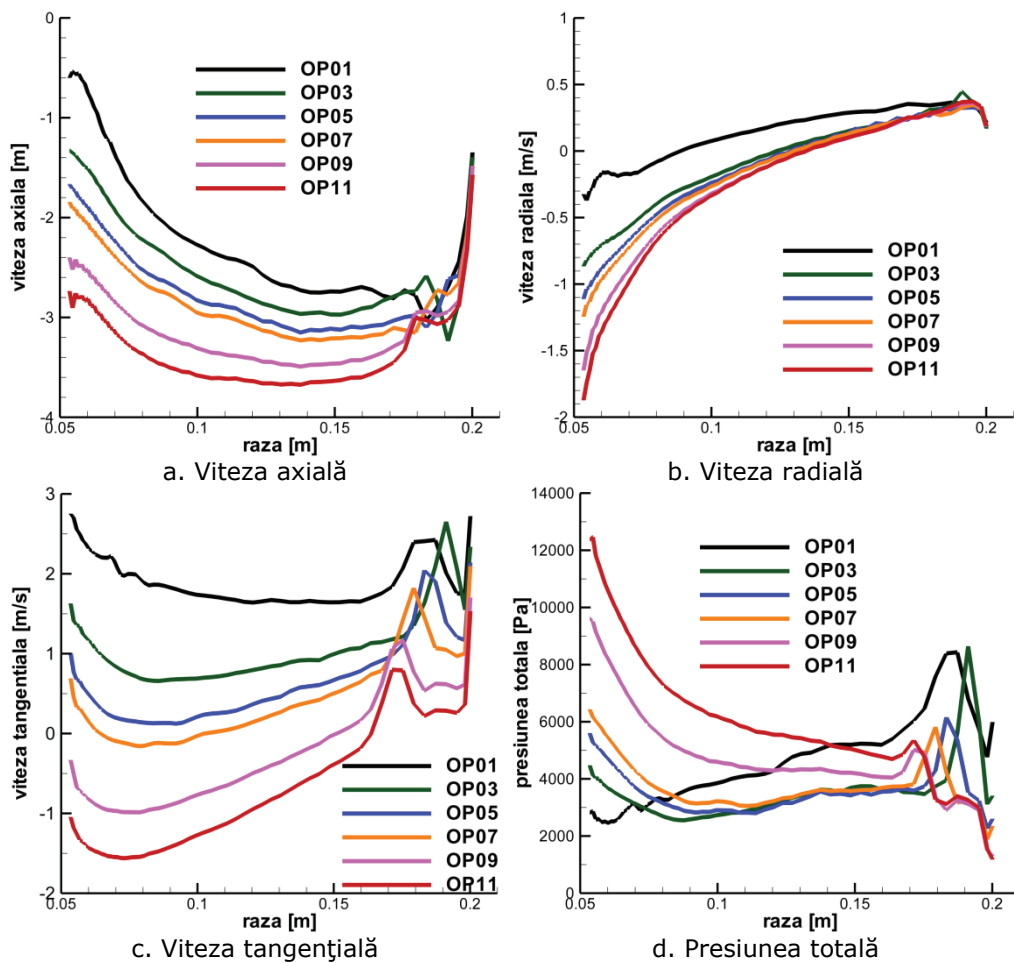 0
-1
-2
-3
-4
viteza axiala [m]
OP01
OP03
OP05
OP07
OP09
OP11
0.05
0.1
0.15
0.2
raza [m]
a. Viteza axială
1
0.5
0
-0.5
-1
-1.5
-2
viteza radiala [m/s]
OP01
OP03
OP05
OP07
OP09
OP11
0.05
0.1
0.15
0.2
raza [m]
b. Viteza radială
3
2
1
0
-1
-2
viteza tangentiala [m/s]
OP01
OP03
OP05
OP07
OP09
OP11
0.05
0.1
0.15
0.2
raza [m]
c. Viteza tangenţială
14000
12000
10000
8000
6000
4000
2000
0
presiunea totala [Pa]
OP01
OP03
OP05
OP07
OP09
OP11
0.05
0.1
0.15
0.2
raza [m]
d. Presiunea totală